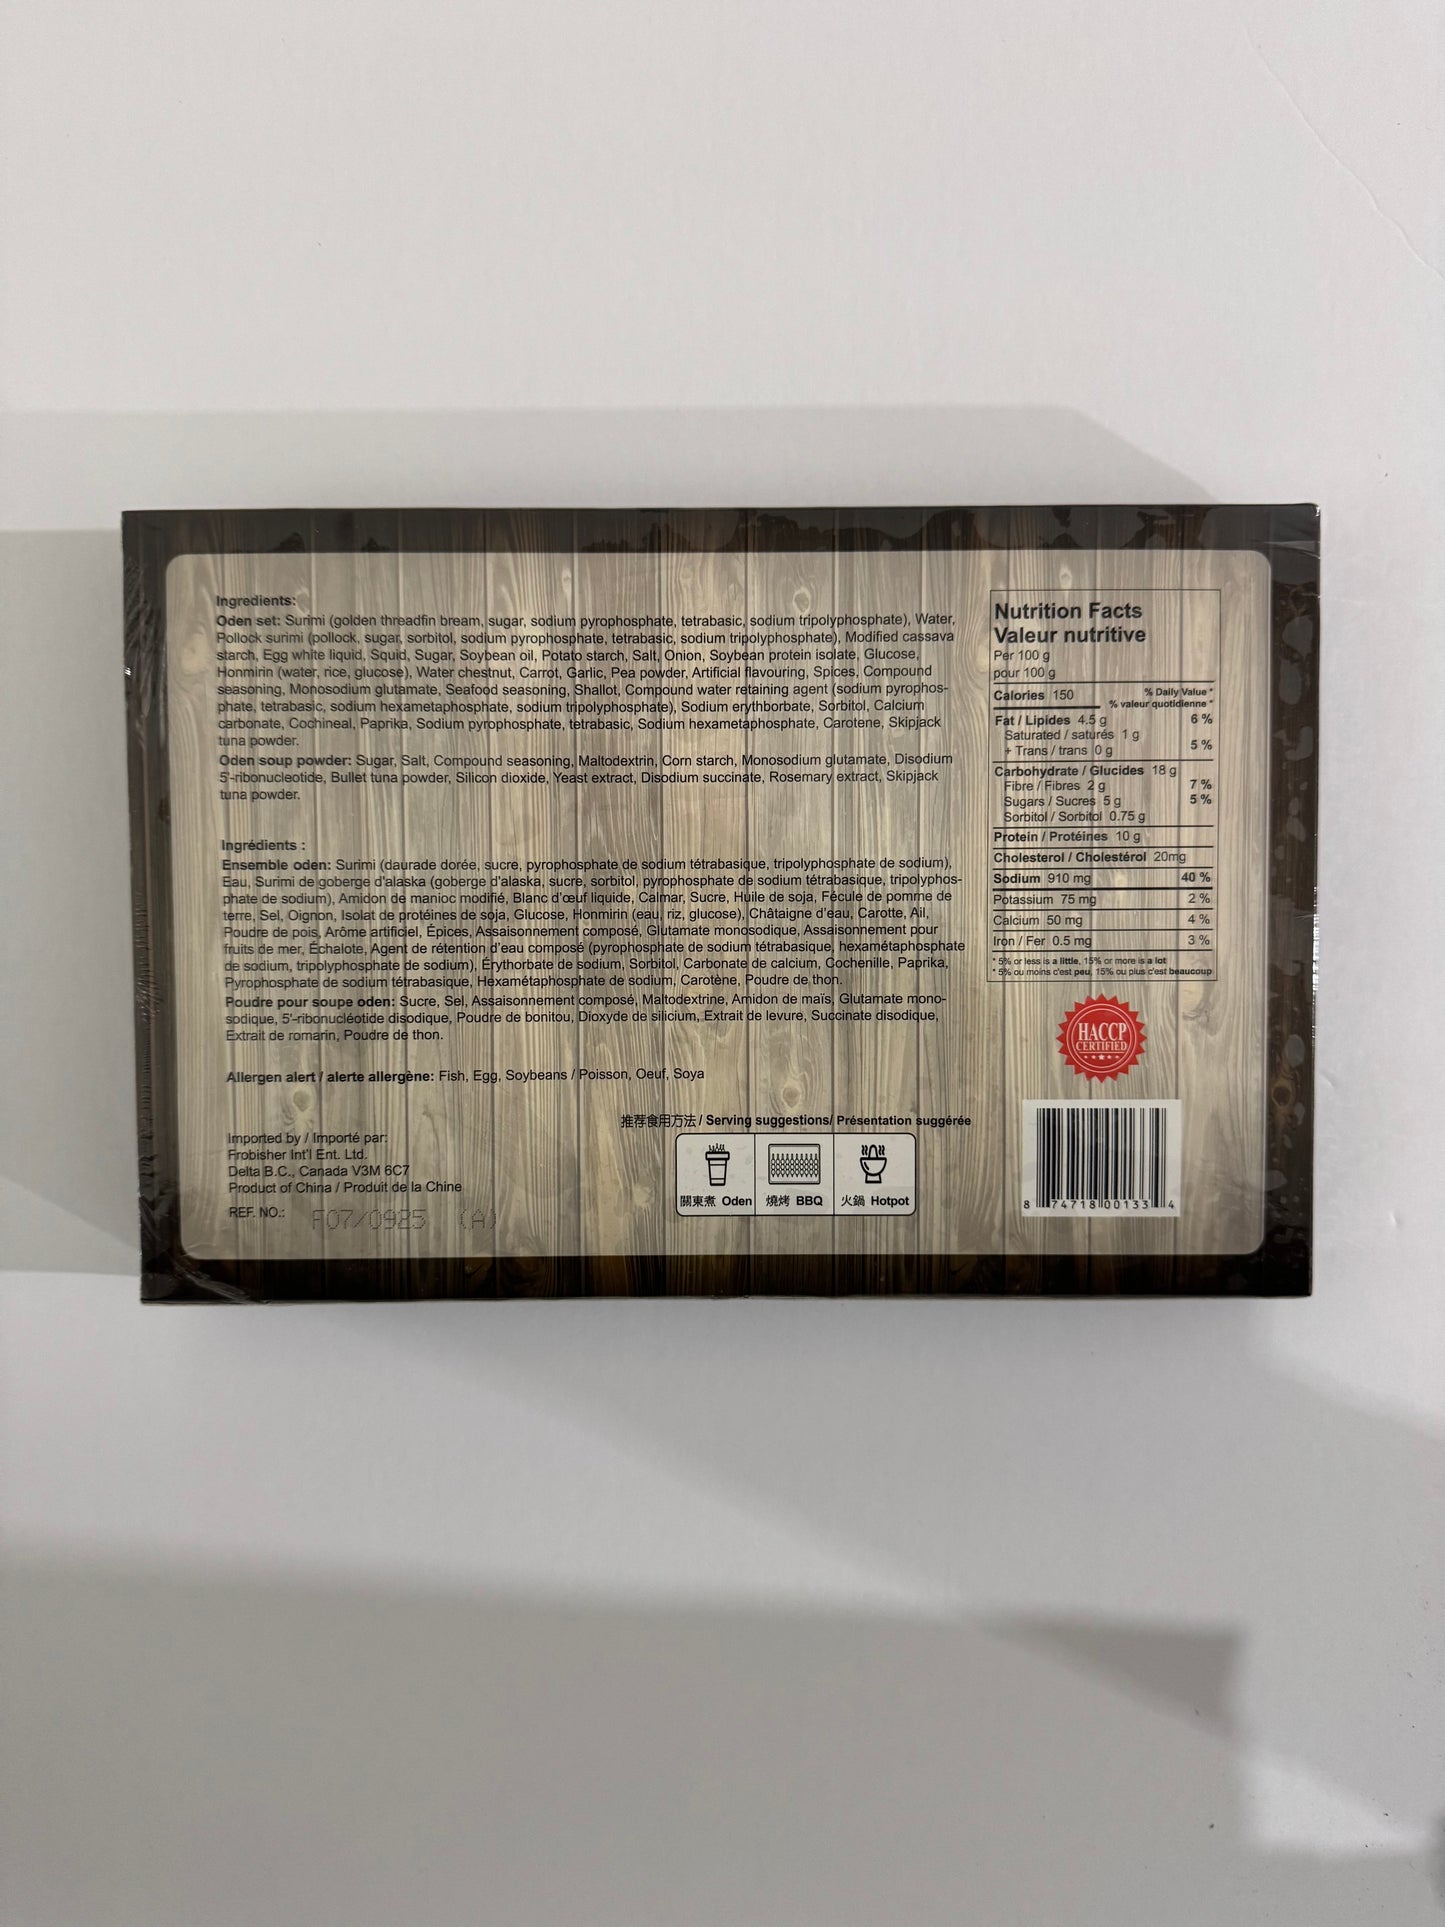 Ingredients:
Oden set: Surimi (golden threadfin bream, sugar, sodium pyrophosphate, tetrabasic, sodium tripolyphosphate), Water,
Pollock surimi (pollock, sugar, sorbitol, sodium pyrophosphate, tetrabasic, sodium tripolyphosphate), Modified cassava
starch, Egg white liquid, Squid, Sugar, Soybean oil, Potato starch, Salt, Onion, Soybean protein isolate, Glucose,
Honmirin (water, rice, glucose), Water chestnut, Carrot, Garlic, Pea powder, Artificial flavouring, Spices, Compound
seasoning, Monosodium glutamate, Seafood seasoning, Shallot, Compound water retaining agent (sodium pyrophos-
phate, tetrabasic, sodium hexametaphosphate, sodium tripolyphosphate), Sodium erythborbate, Sorbitol, Calcium
carbonate, Cochineal, Paprika, Sodium pyrophosphate, tetrabasic, Sodium hexametaphosphate, Carotene, Skipjack
tuna powder.
Oden soup powder: Sugar, Salt, Compound seasoning, Maltodextrin, Corn starch, Monosodium glutamate, Disodium
5'-ribonucleotide, Bullet tuna powder, Silicon dioxide, Yeast extract, Disodium succinate, Rosemary extract, Skipjack
tuna powder.
Ingrédients :
Ensemble oden: Surimi (daurade dorée, sucre, pyrophosphate de sodium tétrabasique, tripolyphosphate de sodium),
Eau, Surimi de goberge d'alaska (goberge d'alaska, sucre, sorbitol, pyrophosphate de sodium tétrabasique, tripolyphos-
phate de sodium), Amidon de manioc modifié, Blanc d'œuf liquide, Calmar, Sucre, Huile de soja, Fécule de pomme de
terre, Sel, Oignon, Isolat de protéines de soja, Glucose, Honmirin (eau, riz, glucose), Châtaigne d'eau, Carotte, Ail,
Poudre de pois, Arôme artificiel, Épices, Assaisonnement composé, Glutamate monosodique, Assaisonnement pour
fruits de mer, Échalote, Agent de rétention d'eau composé (pyrophosphate de sodium tétrabasique, hexamétaphosphate
de sodium, tripolyphosphate de sodium), Érythorbate de sodium, Sorbitol, Carbonate de calcium, Cochenille, Paprika,
Pyrophosphate de sodium tétrabasique, Hexamétaphosphate de sodium, Carotène, Poudre de thon.
Poudre pour soupe oden: Sucre, Sel, Assaisonnement composé, Maltodextrine, Amidon de maïs, Glutamate mono-
sodique, 5'-ribonucléotide disodique, Poudre de bonitou, Dioxyde de silicium, Extrait de levure, Succinate disodique,
Extrait de romarin, Poudre de thon.
Allergen alert / alerte allergène: Fish, Egg, Soybeans / Poisson, Oeuf, Soya
Imported by / Importé par:
Frobisher Int'l Ent. Ltd.
Delta B.C., Canada V3M 6C7
Product of China / Produit de la Chine
REF. NO.: F07/0985 (A)
推荐食用方法 / Serving suggestions/ Présentation suggérée
關東煮 Oden 燒烤 BBQ 火鍋 Hotpot
Nutrition Facts
Valeur nutritive
Per 100 g
pour 100 g
Calories 150 % Daily Value *
% valeur quotidienne *
Fat / Lipides 4.5 g 6 %
Saturated / saturés 1 g
+ Trans / trans 0 g 5 %
Carbohydrate / Glucides 18 g
Fibre / Fibres 2 g 7 %
Sugars / Sucres 5 g 5 %
Sorbitol / Sorbitol 0.75 g
Protein / Protéines 10 g
Cholesterol / Cholestérol 20mg
Sodium 910 mg 40 %
Potassium 75 mg 2 %
Calcium 50 mg 4 %
Iron / Fer 0.5 mg 3 %
* 5% or less is a little, 15% or more is a lot
* 5% ou moins c'est peu, 15% ou plus c'est beaucoup
HACCP
CERTIFIED
8 74718 00133 4